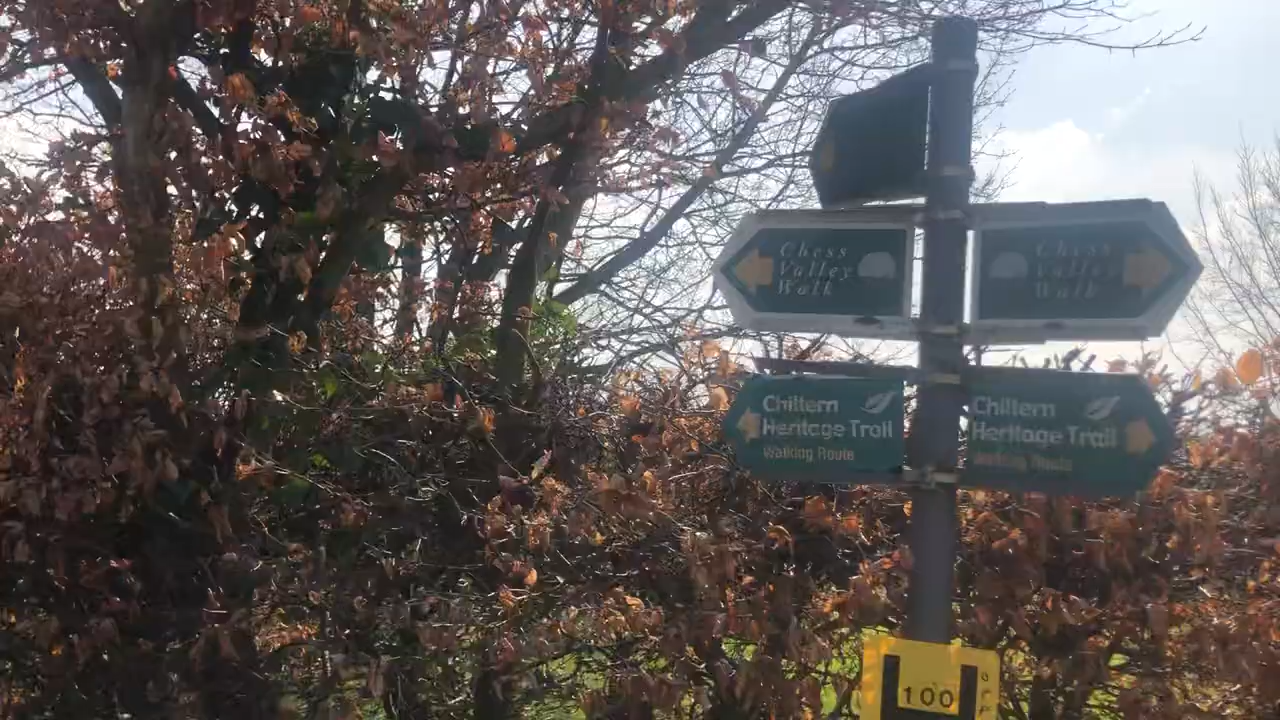 Chess
Valley
Walk
Chess
Valley
Walk
Chiltern
Heritage Trail
Walking Route
Chiltern
Heritage Trail
Walking Route
H
100